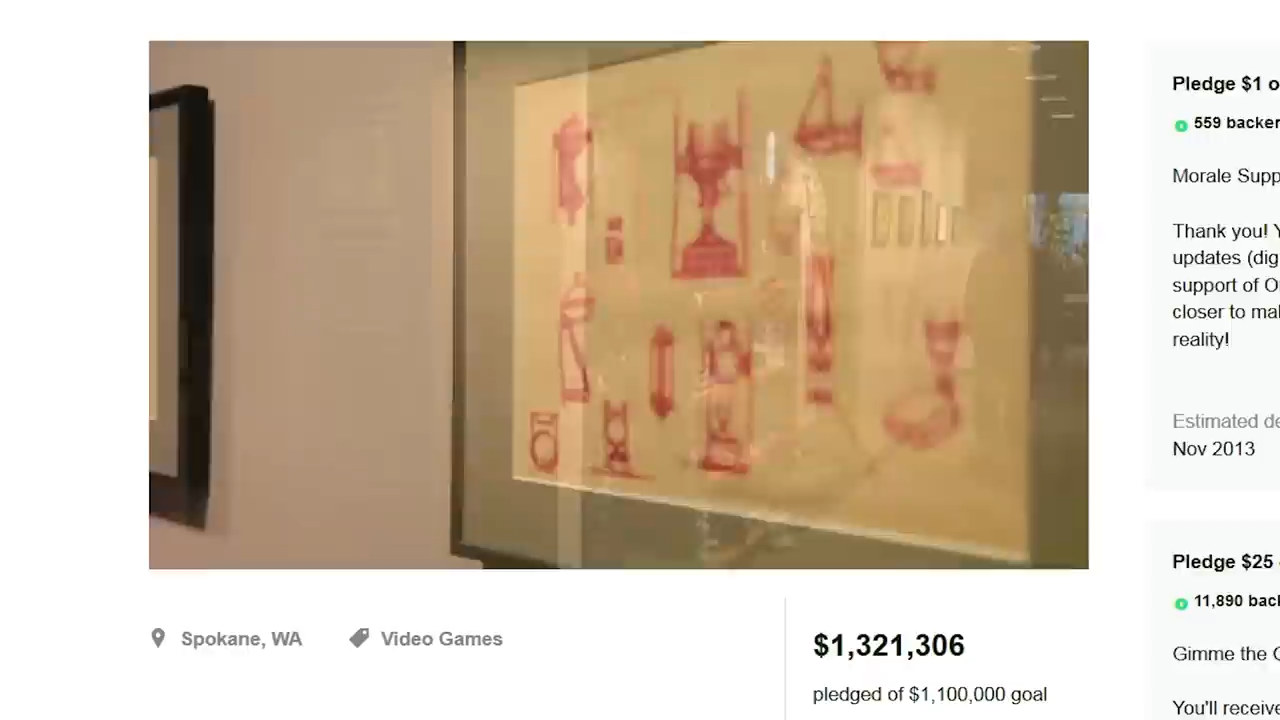 Spokane, WA
Video Games
$1,321,306
pledged of $1,100,000 goal
Pledge $1 o
559 backer
Morale Supp
Thank you! Y
updates (dig
support of O
closer to mal
reality!
Estimated de
Nov 2013
Pledge $25
11,890 back
Gimme the
You'll receive